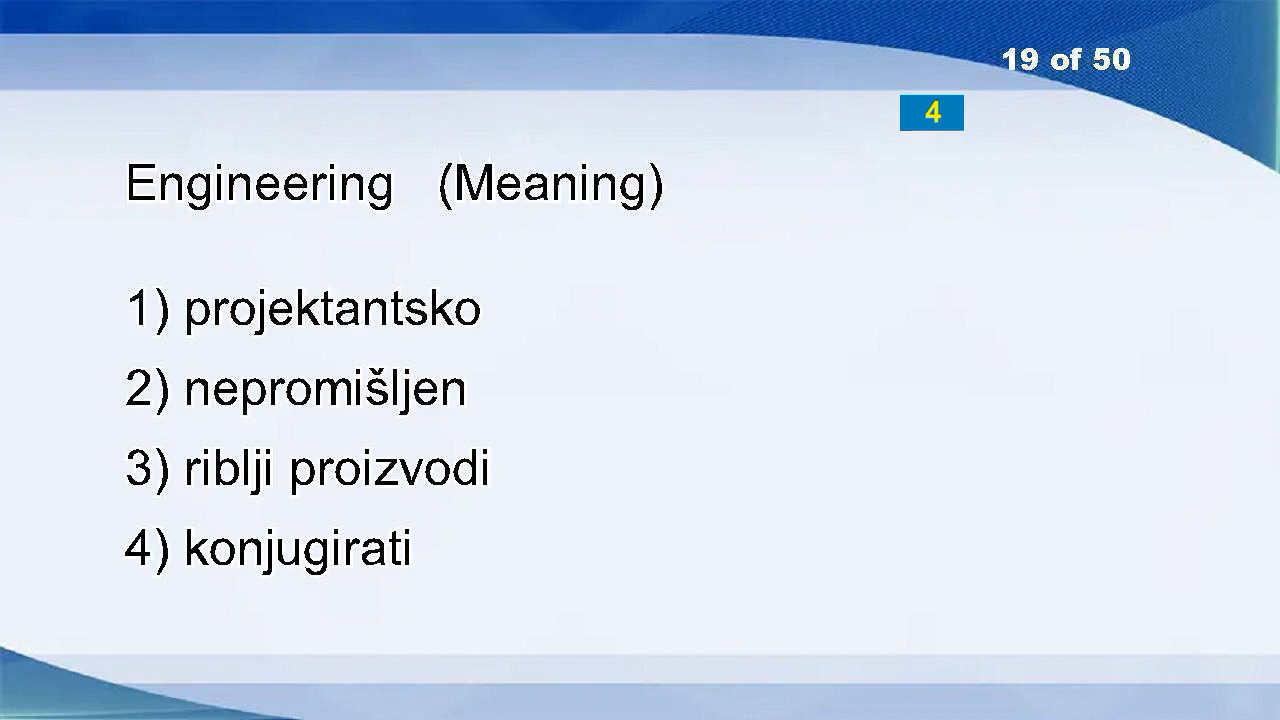 19 of 50
4
Engineering (Meaning)
1) projektantsko
2) nepromišljen
3) riblji proizvodi
4) konjugirati